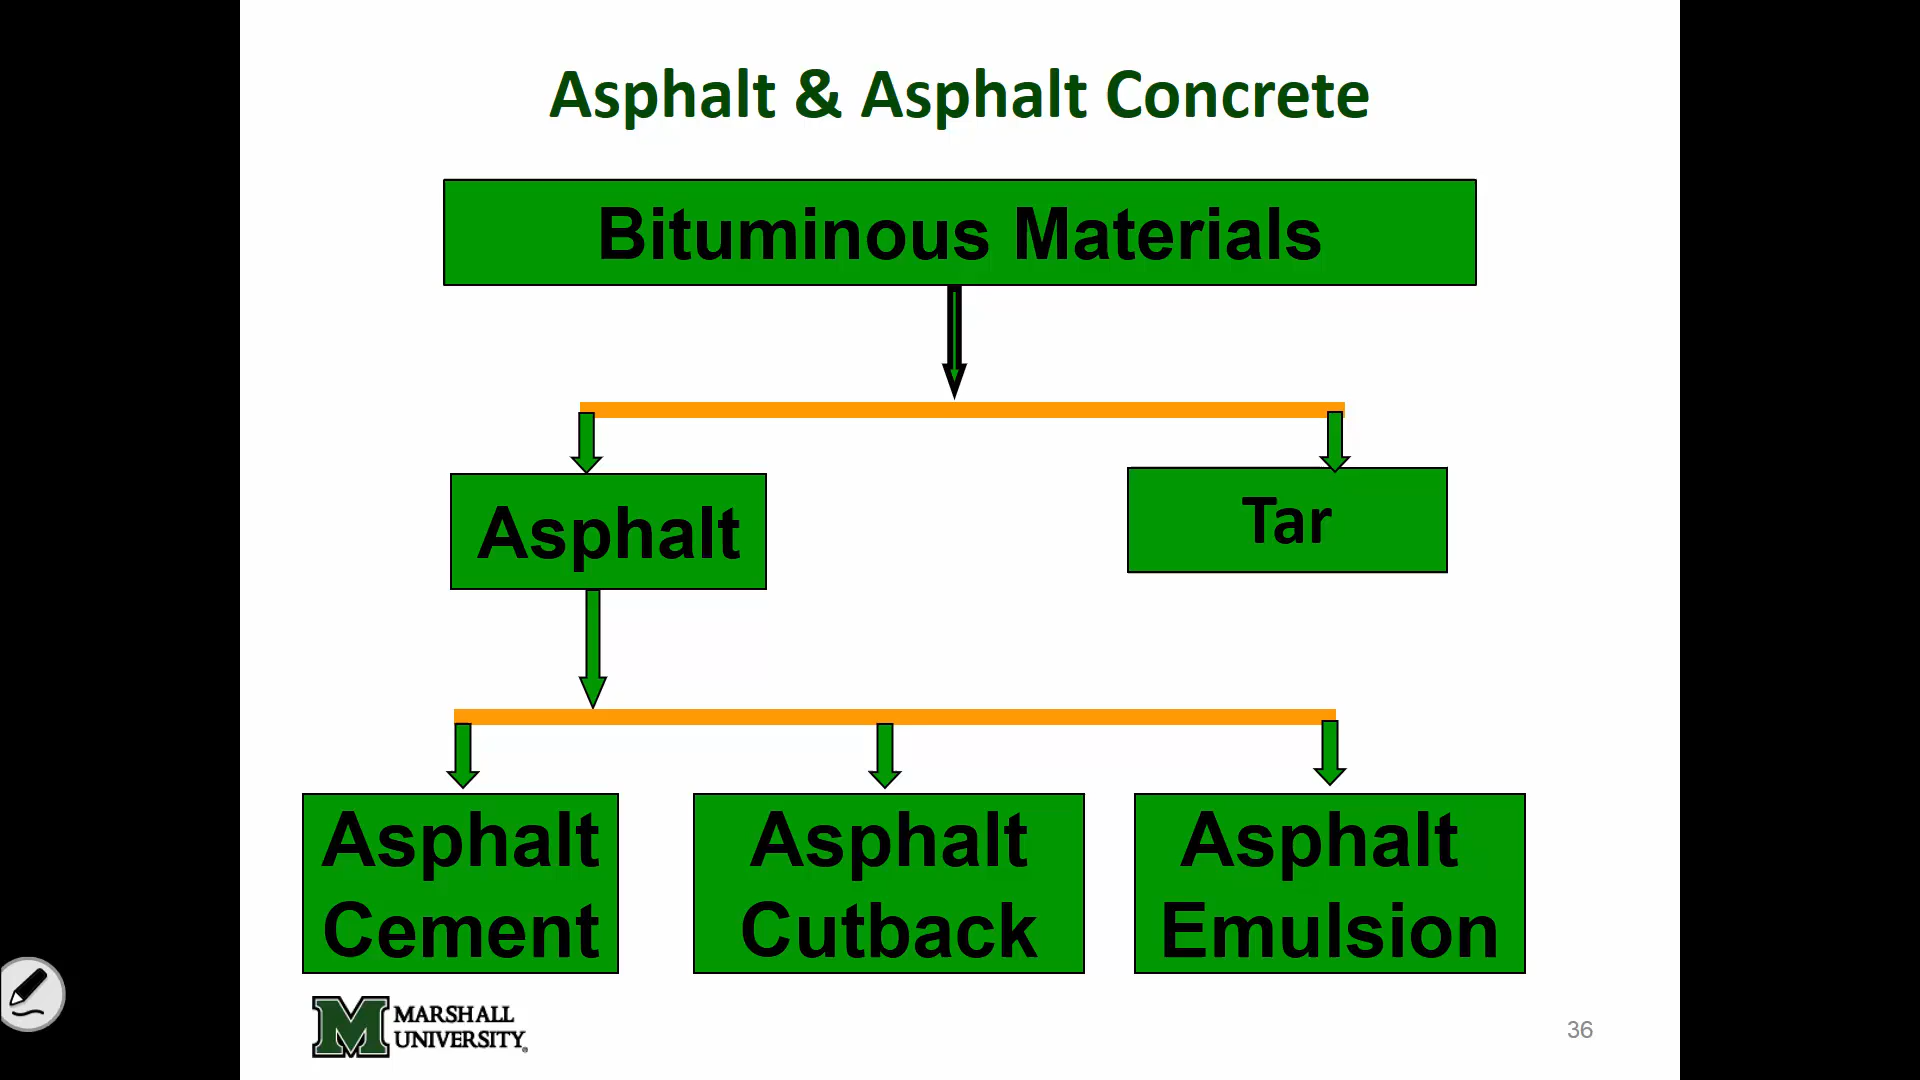 Asphalt & Asphalt Concrete
Bituminous Materials
Asphalt
Tar
Asphalt
Cement
Asphalt
Cutback
Asphalt
Emulsion
M MARSHALL
UNIVERSITY®
36